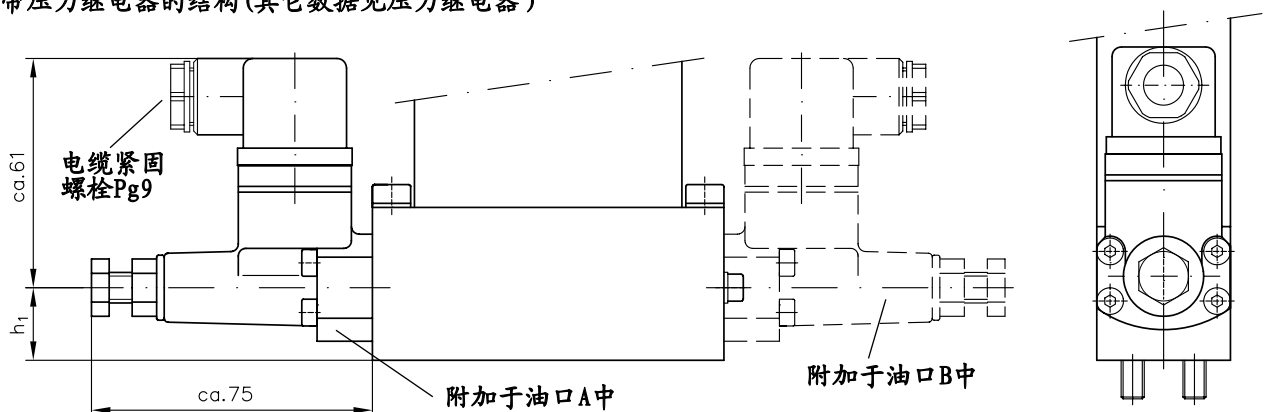 带压力继电器的结构(其它数据见压力继电器)
ca.61
电缆紧固
螺栓Pg9
h₁
ca.75
附加于油口A中
附加于油口B中